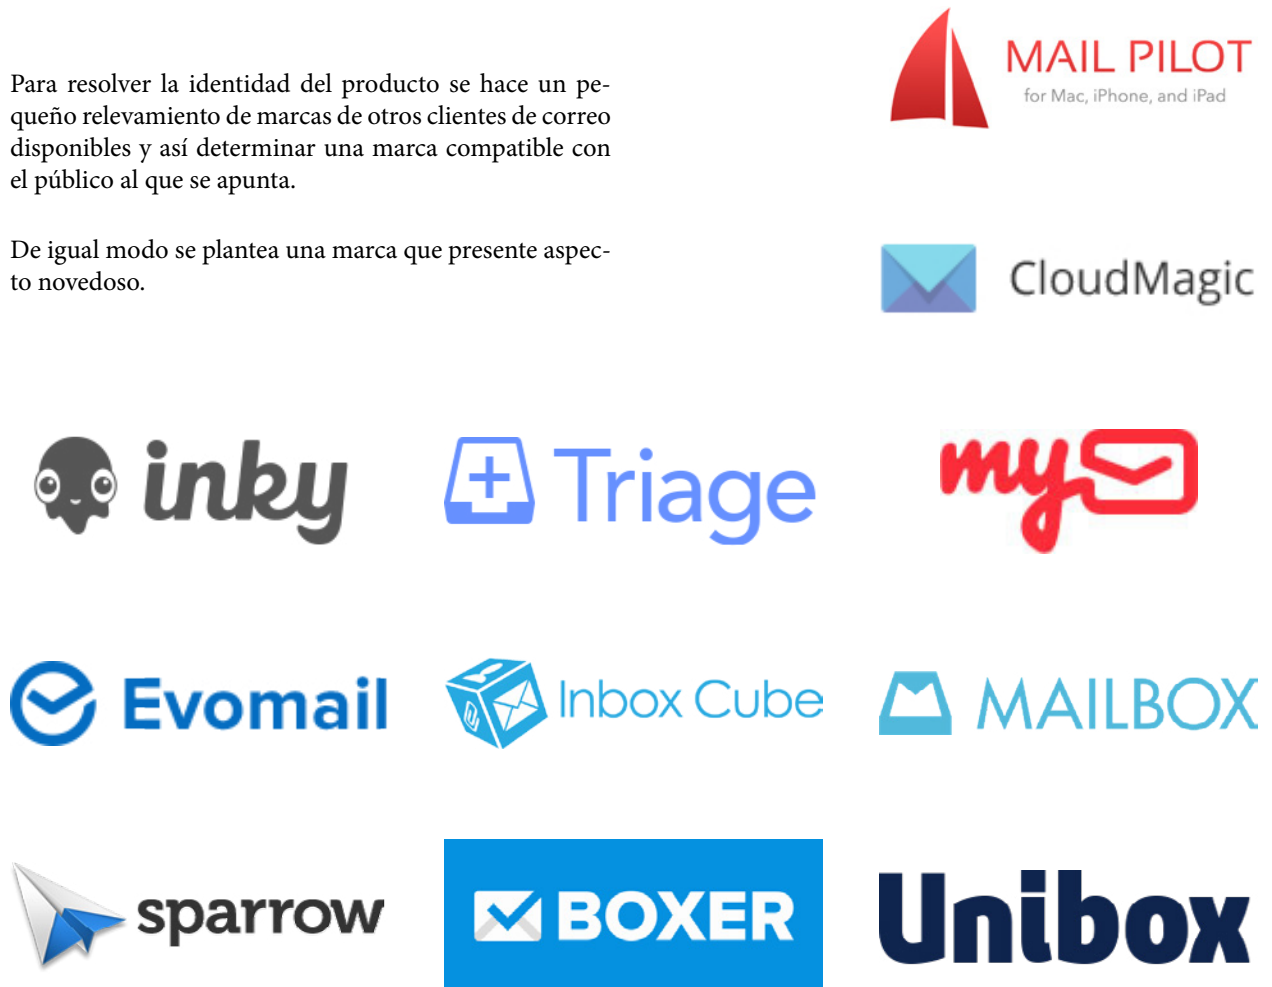 Para resolver la identidad del producto se hace un pe-
queño relevamiento de marcas de otros clientes de correo
disponibles y así determinar una marca compatible con
el público al que se apunta.
De igual modo se plantea una marca que presente aspec-
to novedoso.
MAIL PILOT
for Mac, iPhone, and iPad
CloudMagic
inky
Triage
my
Evomail
Inbox Cube
MAILBOX
sparrow
BOXER
Unibox